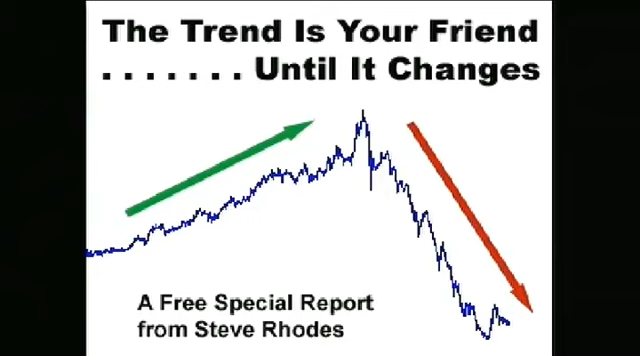 The Trend Is Your Friend
. . . . . . . Until It Changes
A Free Special Report
from Steve Rhodes